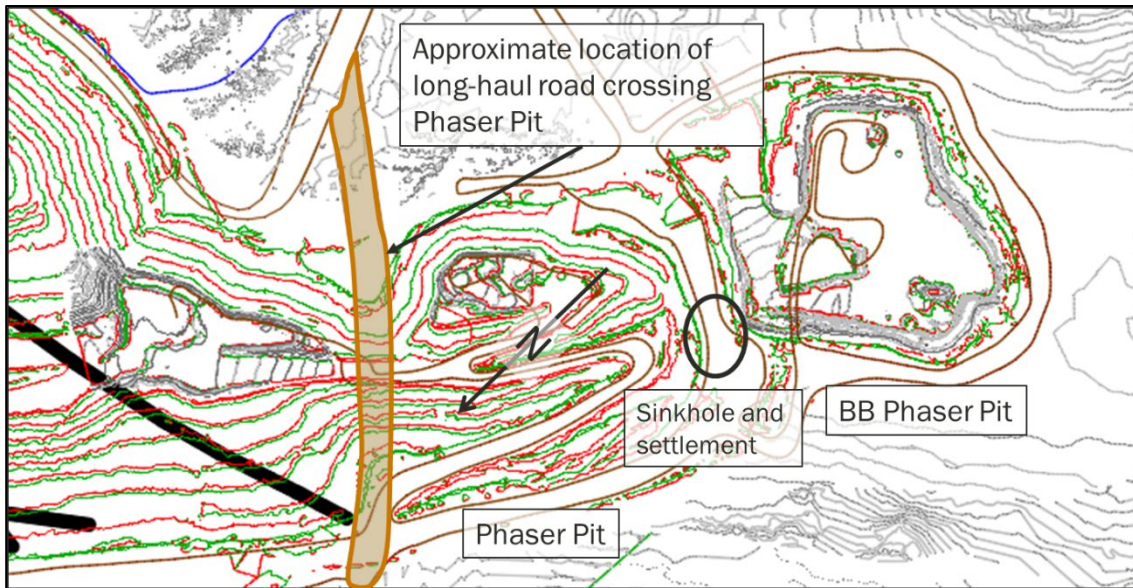 Approximate location of
long-haul road crossing
Phaser Pit
N
Sinkhole and
settlement
BB Phaser Pit
Phaser Pit